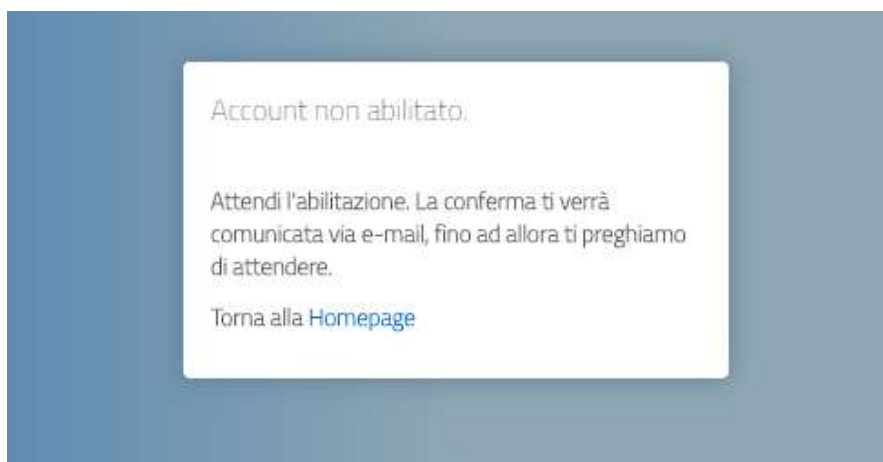 Account non abilitato.
Attendi l'abilitazione. La conferma ti verrà
comunicata via e-mail, fino ad allora ti preghiamo
di attendere.
Torna alla Homepage